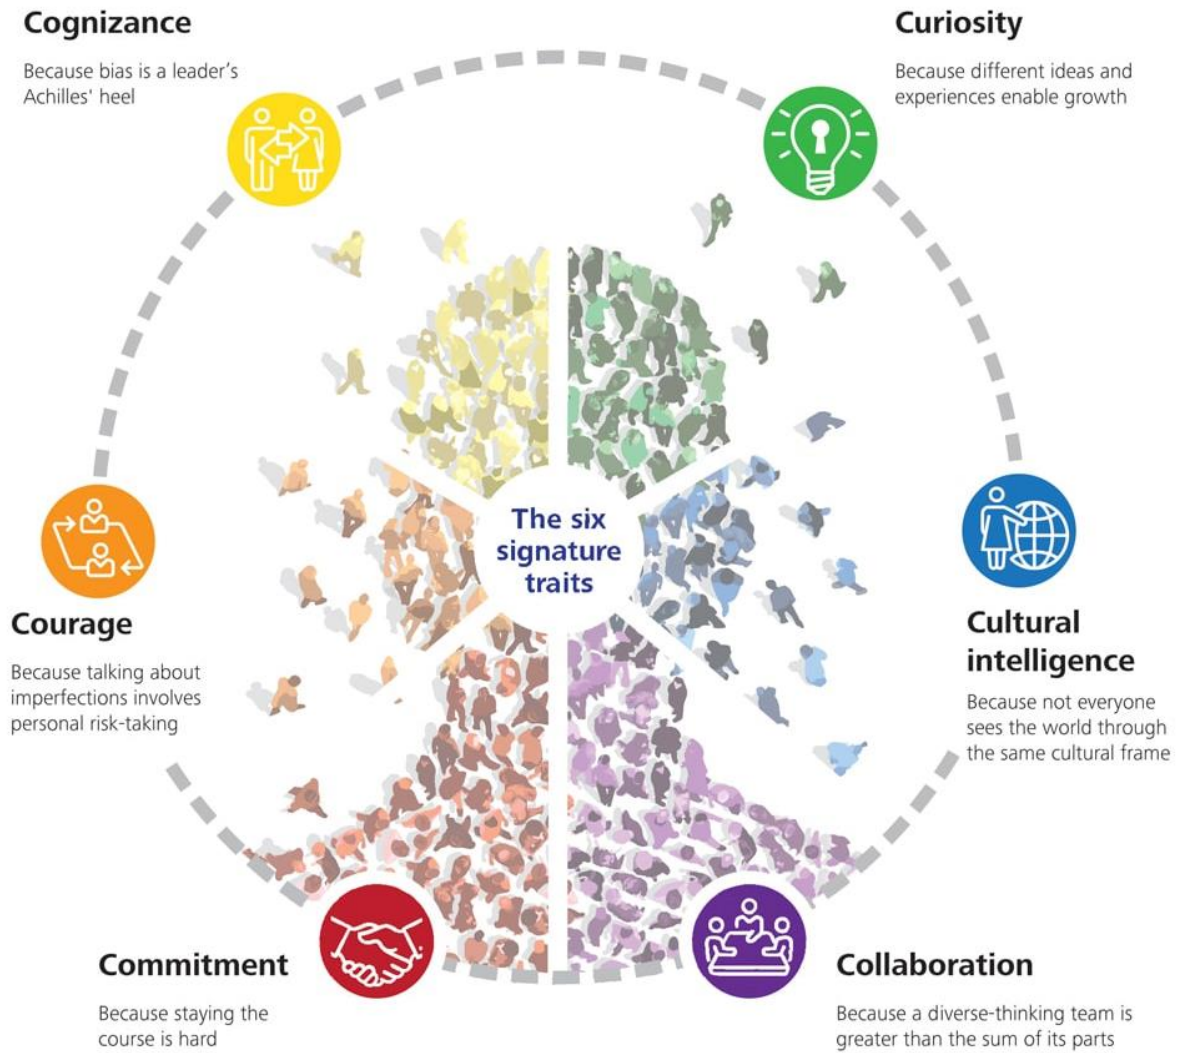 Cognizance
Because bias is a leader's
Achilles' heel
Curiosity
Because different ideas and
experiences enable growth
The six
signature
traits
Courage
Because talking about
imperfections involves
personal risk-taking
Cultural
intelligence
Because not everyone
sees the world through
the same cultural frame
Commitment
Because staying the
course is hard
Collaboration
Because a diverse-thinking team is
greater than the sum of its parts